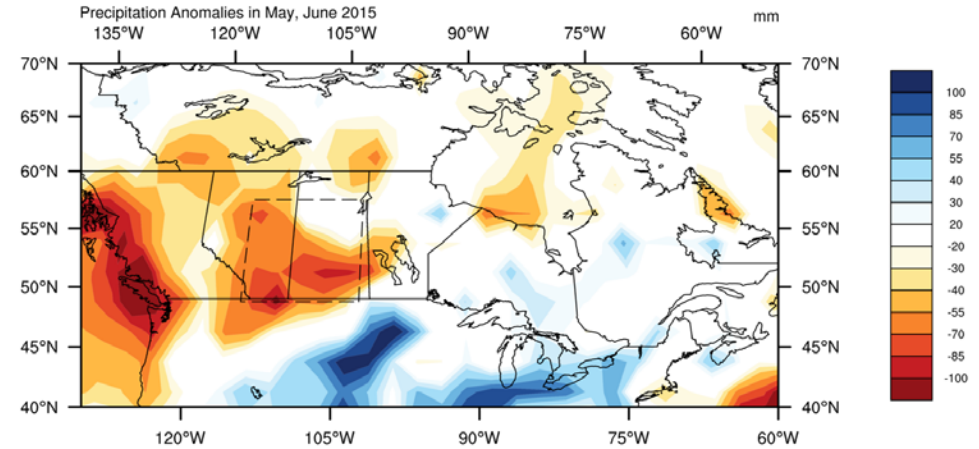 Precipitation Anomalies in May, June 2015
mm
135°W 120°W 105°W 90°W 75°W 60°W
70°N 70°N
65°N 65°N
60°N 60°N
55°N 55°N
50°N 50°N
45°N 45°N
40°N 40°N
120°W 105°W 90°W 75°W 60°W
100
85
70
55
40
30
20
-20
-30
-40
-55
-70
-85
-100